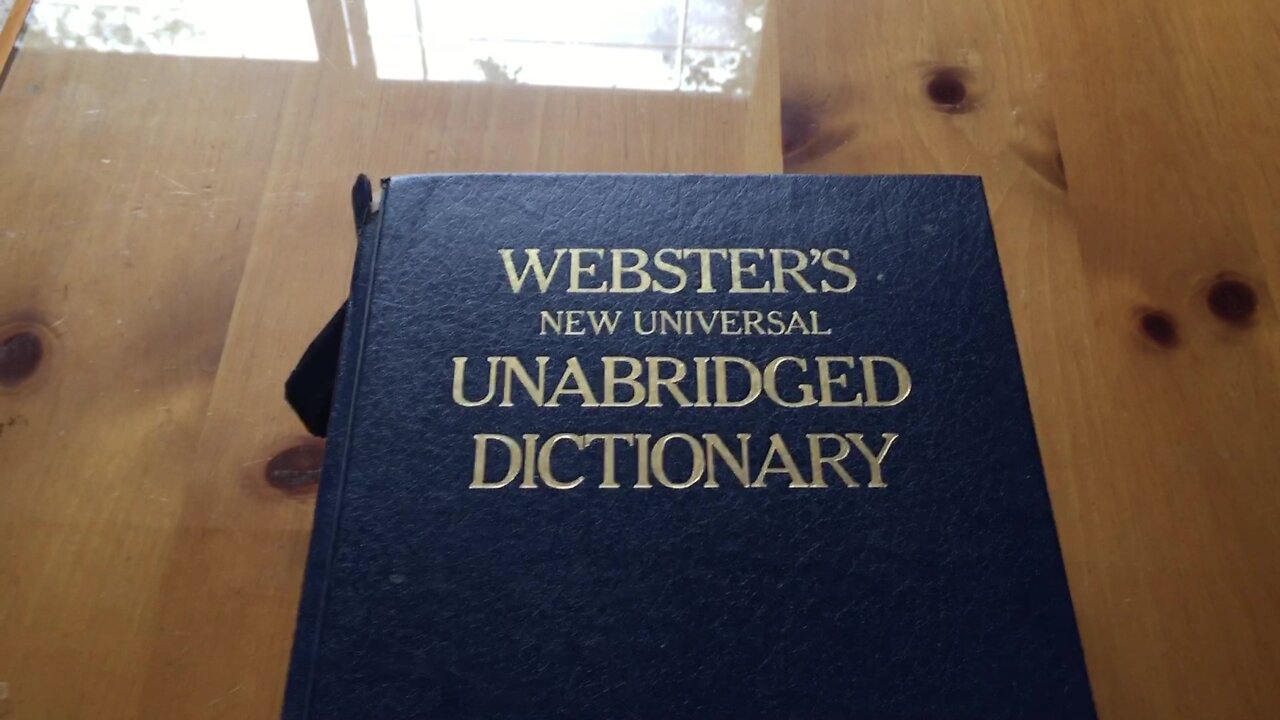 WEBSTER'S
NEW UNIVERSAL
UNABRIDGED
DICTIONARY